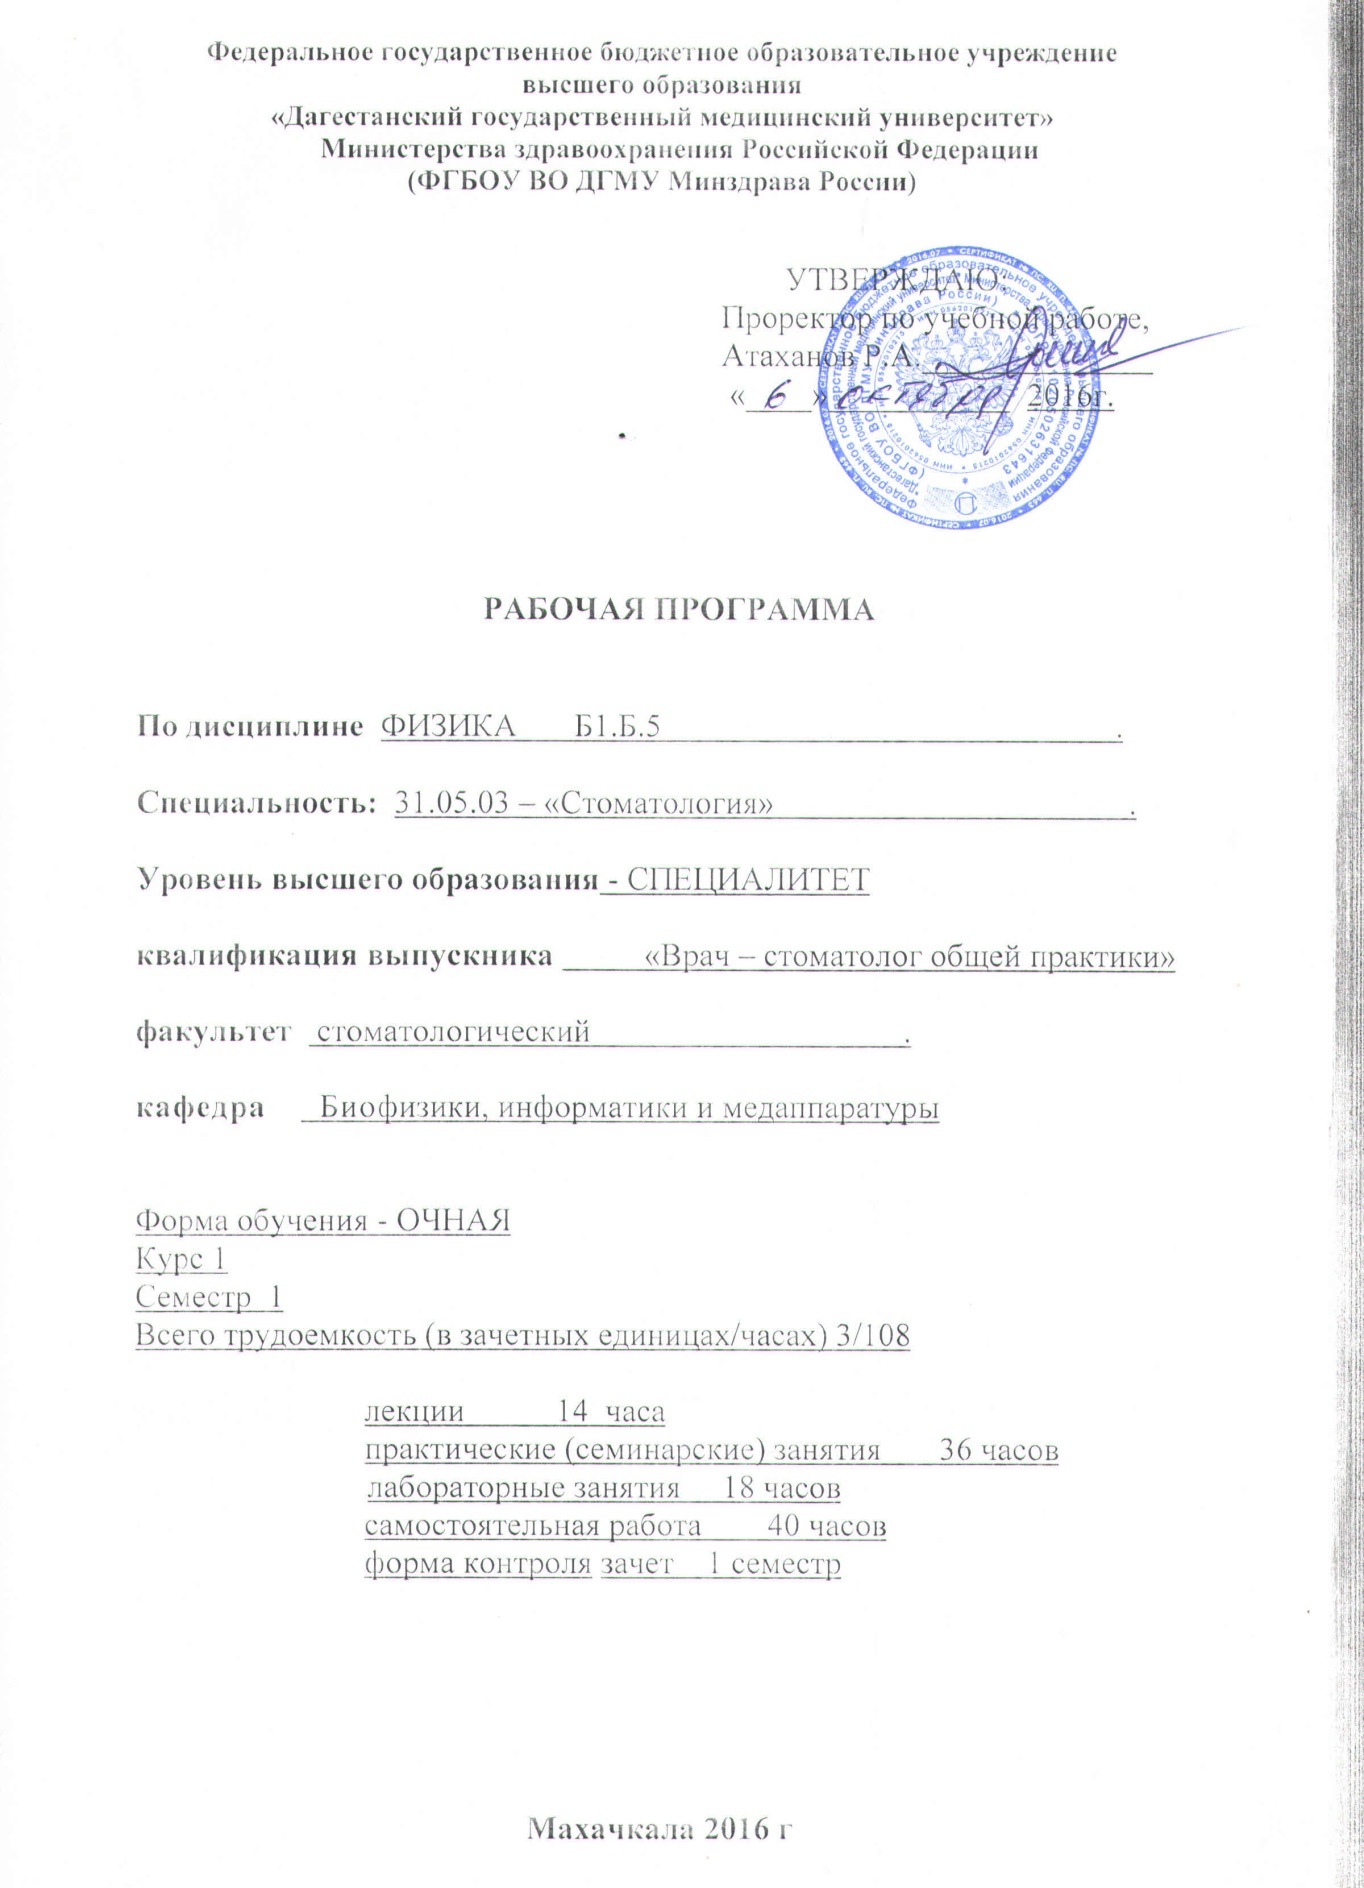 Федеральное государственное бюджетное образовательное учреждение
высшего образования
«Дагестанский государственный медицинский университет»
Министерства здравоохранения Российской Федерации
(ФГБОУ ВО ДГМУ Минздрава России)
УТВЕРЖДАЮ:
Проректор по учебной работе,
Атаханов Р.А.
« 6 » октября 2016г.
РАБОЧАЯ ПРОГРАММА
По дисциплине ФИЗИКА Б1.Б.5 .
Специальность: 31.05.03 – «Стоматология» .
Уровень высшего образования - СПЕЦИАЛИТЕТ
квалификация выпускника «Врач – стоматолог общей практики»
факультет стоматологический .
кафедра Биофизики, информатики и медаппаратуры
Форма обучения - ОЧНАЯ
Курс 1
Семестр 1
Всего трудоемкость (в зачетных единицах/часах) 3/108
лекции 14 часа
практические (семинарские) занятия 36 часов
лабораторные занятия 18 часов
самостоятельная работа 40 часов
форма контроля зачет 1 семестр
Махачкала 2016 г